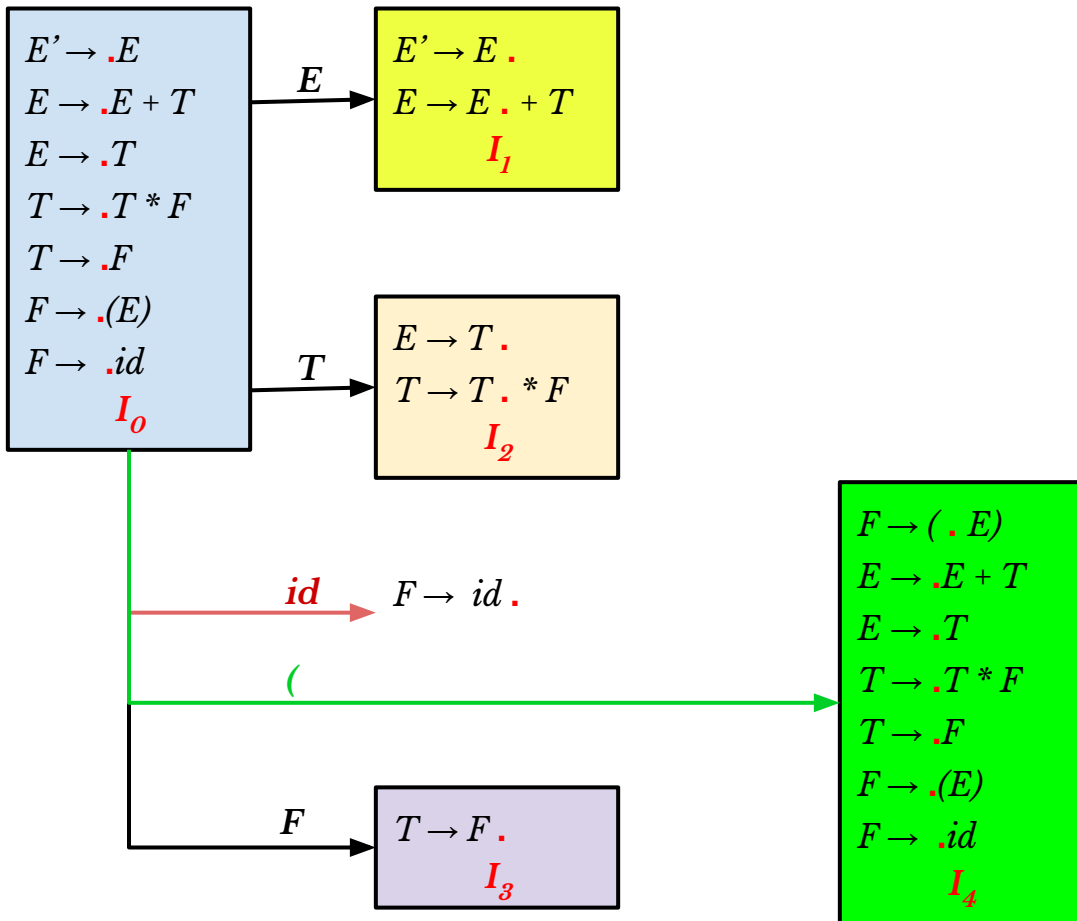 E’ → .E
E → .E + T
E → .T
T → .T * F
T → .F
F → .(E)
F → .id
I0
E
E’ → E .
E → E . + T
I1
T
E → T .
T → T . * F
I2
id
F → id .
(
F
T → F .
I3
F → ( . E)
E → .E + T
E → .T
T → .T * F
T → .F
F → .(E)
F → .id
I4